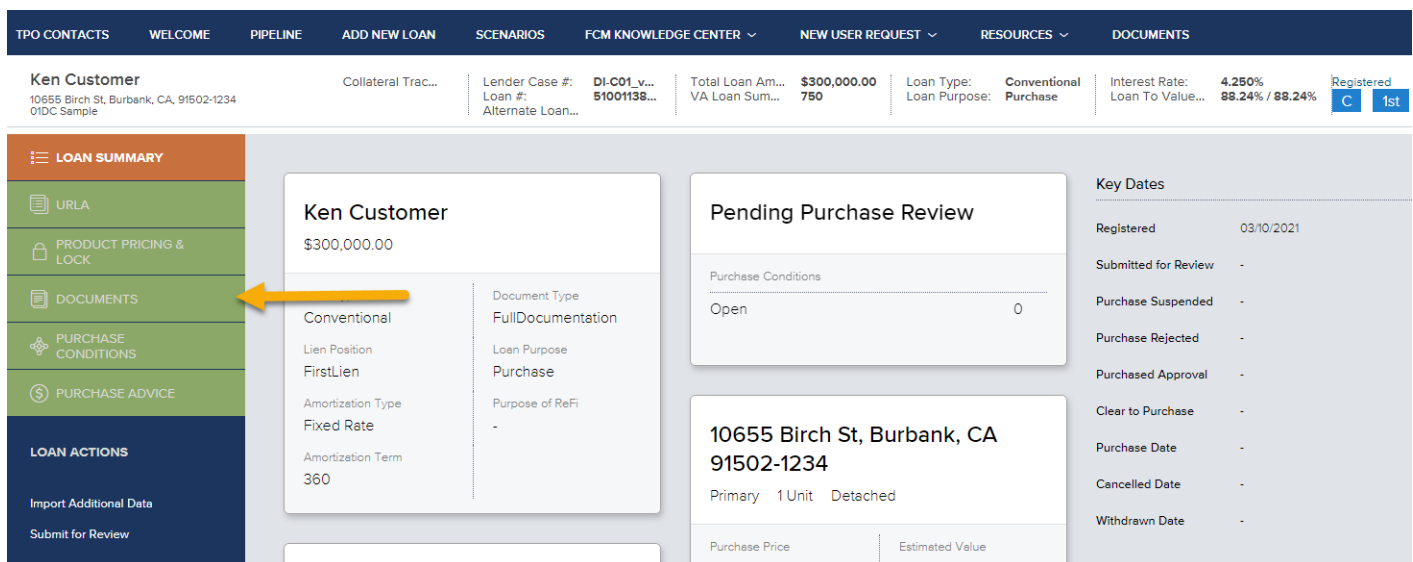 TPO CONTACTS WELCOME PIPELINE ADD NEW LOAN SCENARIOS FCM KNOWLEDGE CENTER NEW USER REQUEST RESOURCES DOCUMENTS
Ken Customer
10655 Birch St, Burbank, CA, 91502-1234
01DC Sample
Collateral Trac...
Lender Case #: DI-C01_v...
Loan #: 51001138...
Alternate Loan...
Total Loan Am... $300,000.00
VA Loan Sum... 750
Loan Type: Conventional
Loan Purpose: Purchase
Interest Rate: 4.250%
Loan To Value... 88.24% / 88.24%
Registered
C 1st
LOAN SUMMARY
URLA
PRODUCT PRICING &
LOCK
DOCUMENTS
PURCHASE
CONDITIONS
PURCHASE ADVICE
LOAN ACTIONS
Import Additional Data
Submit for Review
Ken Customer
$300,000.00
Conventional
Document Type
FullDocumentation
Lien Position
FirstLien
Loan Purpose
Purchase
Amortization Type
Fixed Rate
Purpose of ReFi
-
Amortization Term
360
Pending Purchase Review
Purchase Conditions
Open 0
10655 Birch St, Burbank, CA
91502-1234
Primary 1 Unit Detached
Purchase Price Estimated Value
Key Dates
Registered 03/10/2021
Submitted for Review -
Purchase Suspended -
Purchase Rejected -
Purchased Approval -
Clear to Purchase -
Purchase Date -
Cancelled Date -
Withdrawn Date -